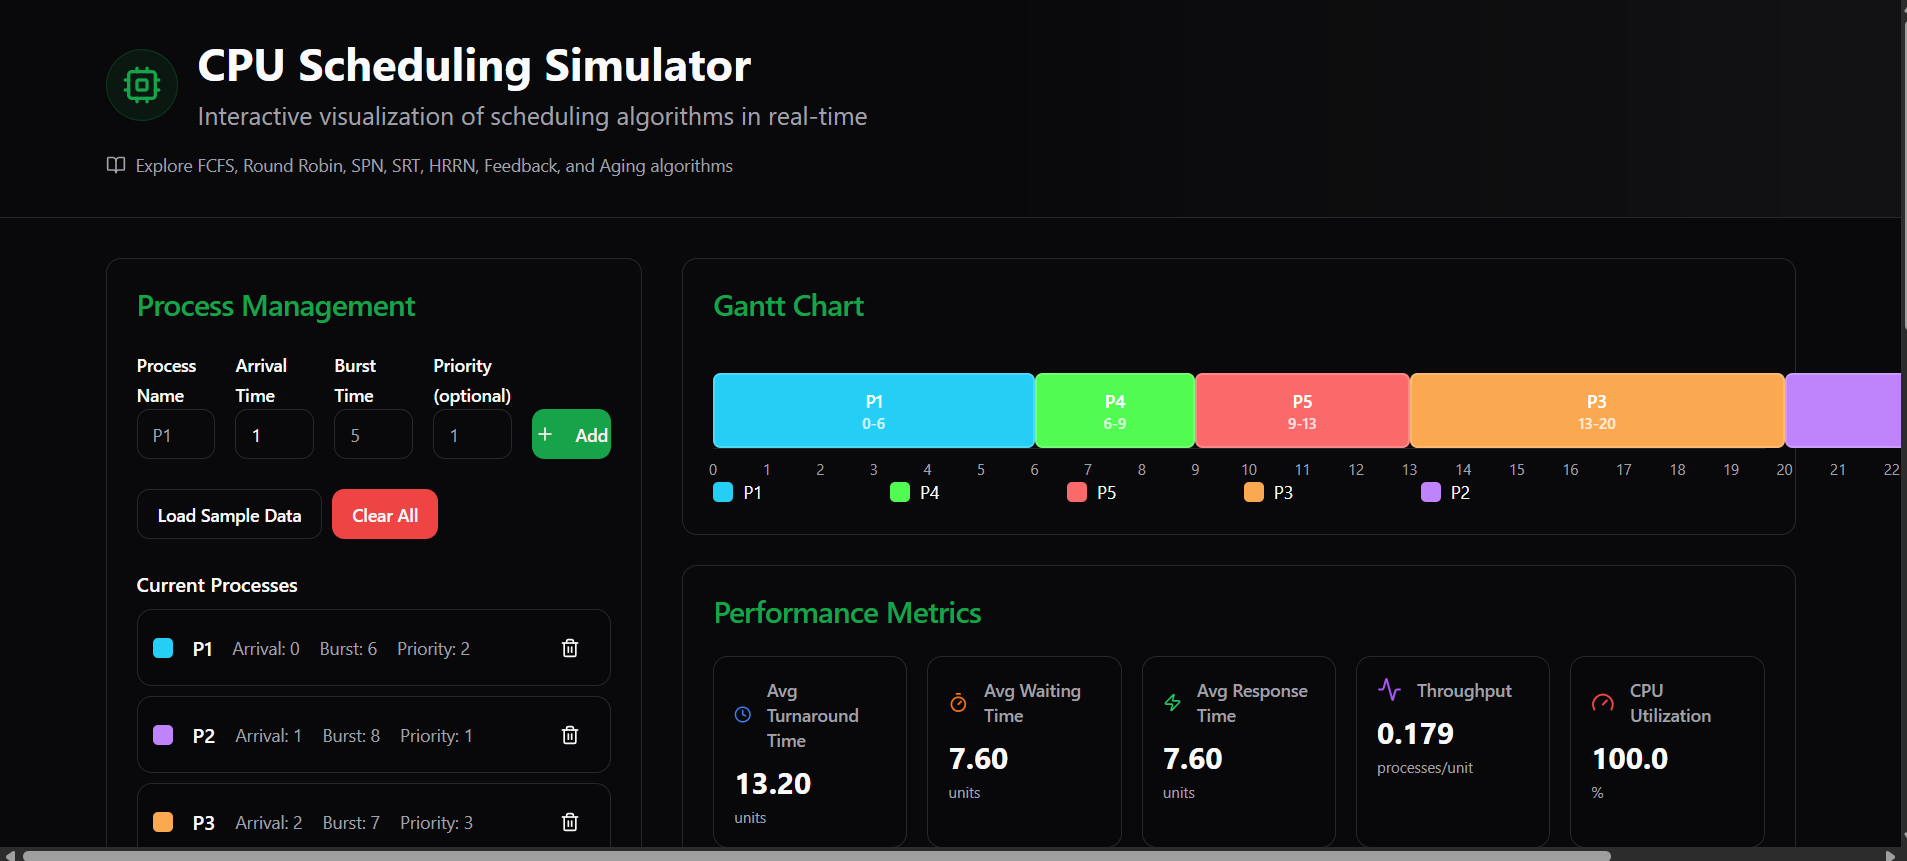 CPU Scheduling Simulator
Interactive visualization of scheduling algorithms in real-time
Explore FCFS, Round Robin, SPN, SRT, HRRN, Feedback, and Aging algorithms
Process Management
Process Name
Arrival Time
Burst Time
Priority (optional)
P1
1
5
1
+ Add
Load Sample Data
Clear All
Current Processes
P1 Arrival: 0 Burst: 6 Priority: 2
P2 Arrival: 1 Burst: 8 Priority: 1
P3 Arrival: 2 Burst: 7 Priority: 3
Gantt Chart
P1
0-6
P4
6-9
P5
9-13
P3
13-20
0 1 2 3 4 5 6 7 8 9 10 11 12 13 14 15 16 17 18 19 20 21 22
P1 P4 P5 P3 P2
Performance Metrics
Avg
Turnaround
Time
13.20
units
Avg Waiting
Time
7.60
units
Avg Response
Time
7.60
units
Throughput
0.179
processes/unit
CPU
Utilization
100.0
%